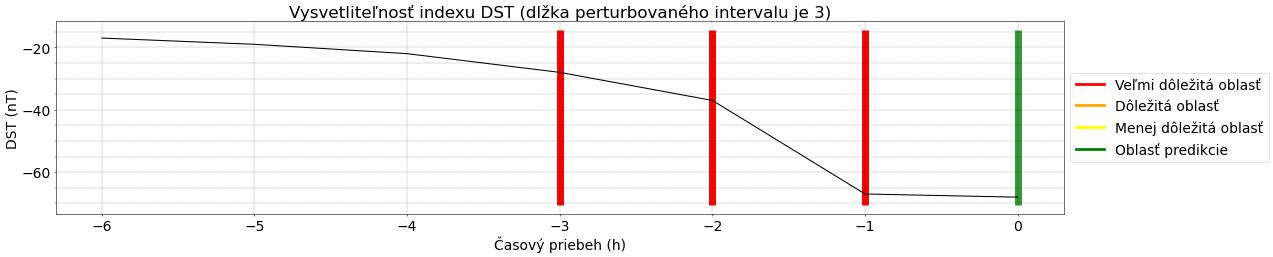 Vysvetliteľnosť indexu DST (dĺžka perturbovaného intervalu je 3)
−20
−40
−60
DST (nT)
−6 −5 −4 −3 −2 −1 0
Časový priebeh (h)
Veľmi dôležitá oblasť
Dôležitá oblasť
Menej dôležitá oblasť
Oblasť predikcie